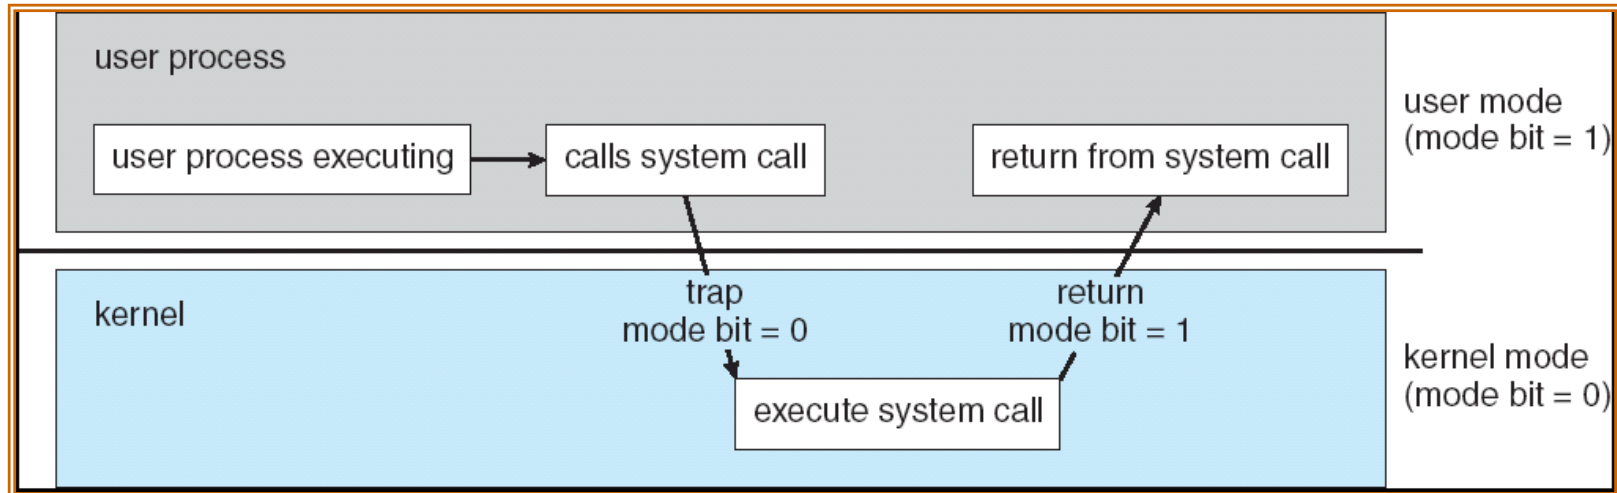 user process
user process executing
calls system call
return from system call
user mode
(mode bit = 1)
kernel
trap
mode bit = 0
return
mode bit = 1
execute system call
kernel mode
(mode bit = 0)